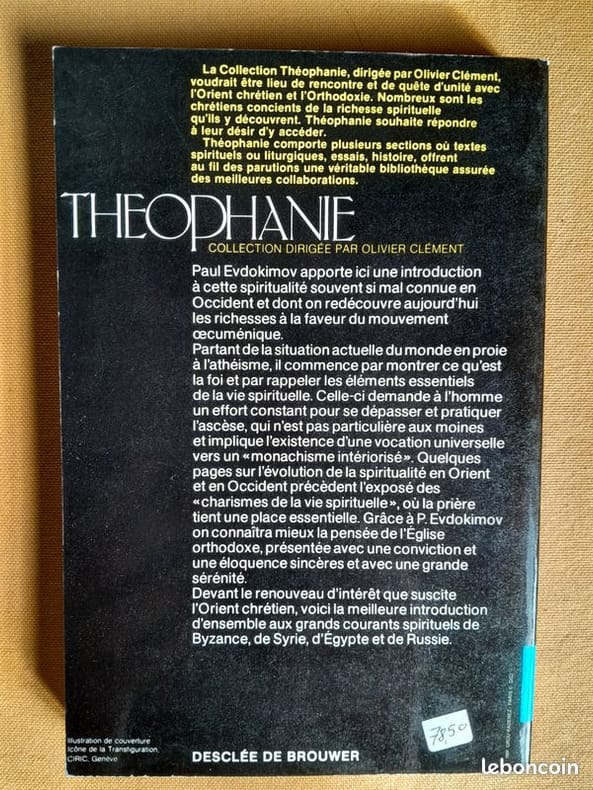 La Collection Théophanie, dirigée par Olivier Clément,
voudrait être lieu de rencontre et de quête d'unité avec
l'Orient chrétien et l'Orthodoxie. Nombreux sont les
chrétiens concients de la richesse spirituelle
qu'ils y découvrent. Théophanie souhaite répondre
à leur désir d'y accéder.
Théophanie comporte plusieurs sections où textes
spirituels ou liturgiques, essais, histoire, offrent
au fil des parutions une véritable bibliothèque assurée
des meilleures collaborations.
THEOPHANIE
COLLECTION DIRIGÉE PAR OLIVIER CLÉMENT
Paul Evdokimov apporte ici une introduction
à cette spiritualité souvent si mal connue en
Occident et dont on redécouvre aujourd'hui
les richesses à la faveur du mouvement
œcuménique.
Partant de la situation actuelle du monde en proie
à l'athéisme, il commence par montrer ce qu'est
la foi et par rappeler les éléments essentiels
de la vie spirituelle. Celle-ci demande à l'homme
un effort constant pour se dépasser et pratiquer
l'ascèse, qui n'est pas particulière aux moines
et implique l'existence d'une vocation universelle
vers un «monachisme intériorisé». Quelques
pages sur l'évolution de la spiritualité en Orient
et en Occident précèdent l'exposé des
«charismes de la vie spirituelle», où la prière
tient une place essentielle. Grâce à P. Evdokimov
on connaîtra mieux la pensée de l'Église
orthodoxe, présentée avec une conviction et
une éloquence sincères et avec une grande
sérénité.
Devant le renouveau d'intérêt que suscite
l'Orient chrétien, voici la meilleure introduction
d'ensemble aux grands courants spirituels de
Byzance, de Syrie, d'Égypte et de Russie.
78,50
Illustration de couverture
Icône de la Transfiguration,
CIRIC, Genève
DESCLÉE DE BROUWER
leboncoin